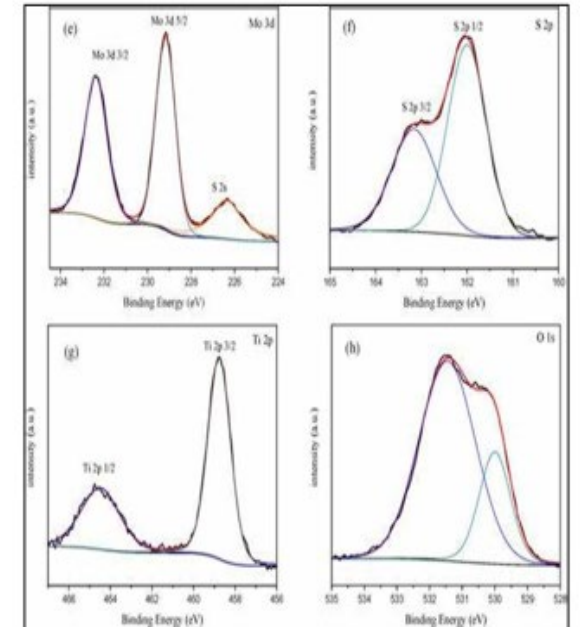 (e)
Mo 3d
Mo 3d 5/2
Mo 3d 3/2
S 2s
intensity (a.u.)
234 232 230 229 226 224
Binding Energy (eV)
(f)
S 2p
S 2p 1/2
S 2p 3/2
intensity (a.u.)
165 164 163 162 161 160
Binding Energy (eV)
(g)
Ti 2p
Ti 2p 3/2
Ti 2p 1/2
intensity (a.u.)
466 464 462 460 458 456
Binding Energy (eV)
(h)
O 1s
intensity (a.u.)
535 534 533 532 531 530 529 528
Binding Energy (eV)